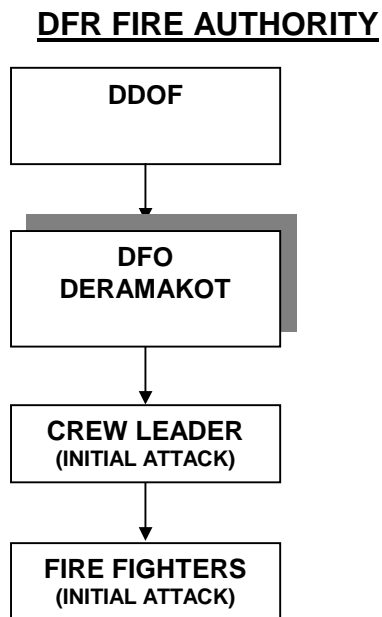 DFR FIRE AUTHORITY
DDOF
DFO
DERAMAKOT
CREW LEADER
(INITIAL ATTACK)
FIRE FIGHTERS
(INITIAL ATTACK)